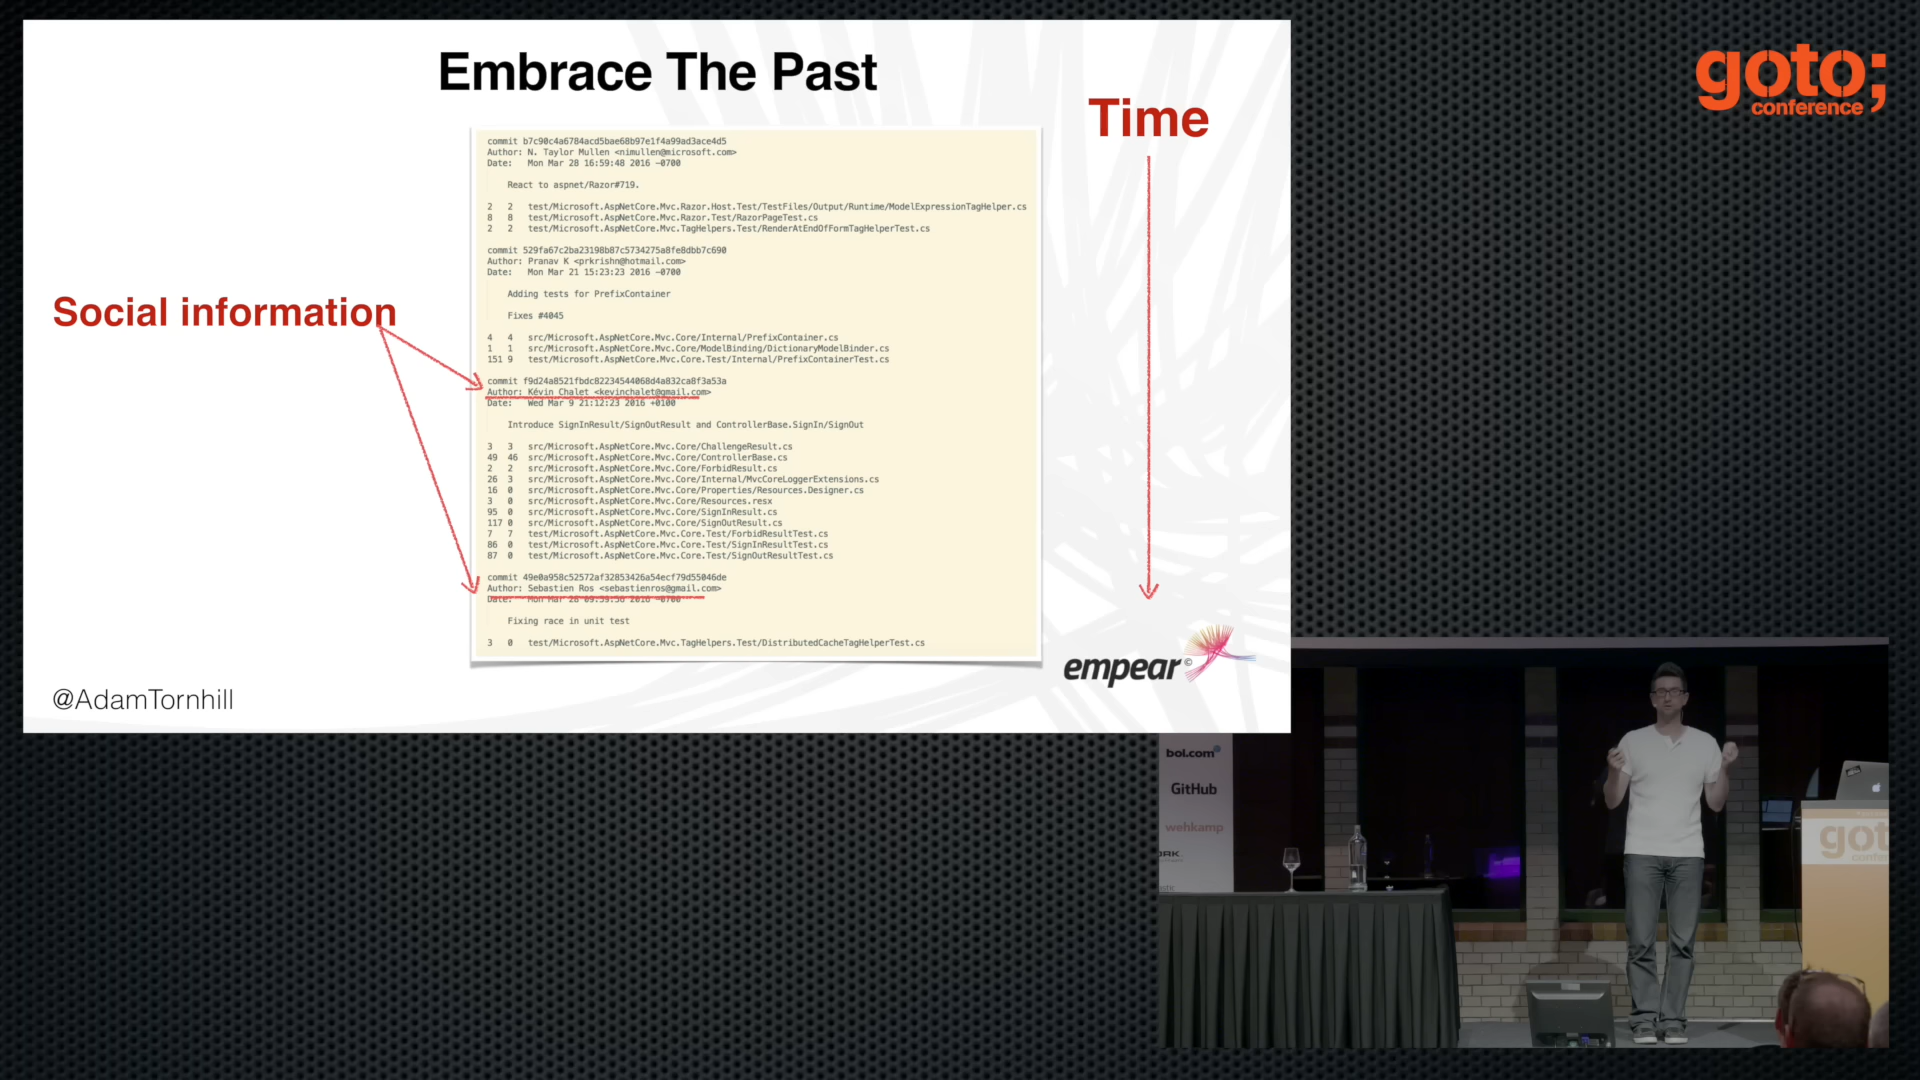 Embrace The Past
Time
Social information
commit b7c90c4a6784acd5bae68b97e1f4a99ad3ace4d5
Author: N. Taylor Mullen <nimullen@microsoft.com>
Date: Mon Mar 28 16:59:48 2016 -0700
React to aspnet/Razor#719.
2 2 test/Microsoft.AspNetCore.Mvc.Razor.Host.Test/TestFiles/Output/Runtime/ModelExpressionTagHelper.cs
8 8 test/Microsoft.AspNetCore.Mvc.Razor.Test/RazorPageTest.cs
2 2 test/Microsoft.AspNetCore.Mvc.TagHelpers.Test/RenderAtEndOfFormTagHelperTest.cs
commit 529fa67c2ba23198b87c5734275a8fe8dbb7c690
Author: Pranav K <prkrishn@hotmail.com>
Date: Mon Mar 21 15:23:23 2016 -0700
Adding tests for PrefixContainer
Fixes #4045
4 4 src/Microsoft.AspNetCore.Mvc.Core/Internal/PrefixContainer.cs
1 1 src/Microsoft.AspNetCore.Mvc.Core/ModelBinding/DictionaryModelBinder.cs
151 9 test/Microsoft.AspNetCore.Mvc.Core.Test/Internal/PrefixContainerTest.cs
commit f9d24a8521fbdc82234544068d4a832ca8f3a53a
Author: Kévin Chalet <kevinchalet@gmail.com>
Date: Wed Mar 9 21:12:23 2016 +0100
Introduce SignInResult/SignOutResult and ControllerBase.SignIn/SignOut
3 3 src/Microsoft.AspNetCore.Mvc.Core/ChallengeResult.cs
49 46 src/Microsoft.AspNetCore.Mvc.Core/ControllerBase.cs
2 2 src/Microsoft.AspNetCore.Mvc.Core/ForbidResult.cs
26 3 src/Microsoft.AspNetCore.Mvc.Core/Internal/MvcCoreLoggerExtensions.cs
16 0 src/Microsoft.AspNetCore.Mvc.Core/Properties/Resources.Designer.cs
3 0 src/Microsoft.AspNetCore.Mvc.Core/Resources.resx
95 0 src/Microsoft.AspNetCore.Mvc.Core/SignInResult.cs
117 0 src/Microsoft.AspNetCore.Mvc.Core/SignOutResult.cs
7 7 test/Microsoft.AspNetCore.Mvc.Core.Test/ForbidResultTest.cs
86 0 test/Microsoft.AspNetCore.Mvc.Core.Test/SignInResultTest.cs
87 0 test/Microsoft.AspNetCore.Mvc.Core.Test/SignOutResultTest.cs
commit 49e0a958c52572af32853426a54ecf79d55046de
Author: Sebastien Ros <sebastienros@gmail.com>
Date: Mon Mar 28 09:59:36 2016 -0700
Fixing race in unit test
3 0 test/Microsoft.AspNetCore.Mvc.TagHelpers.Test/DistributedCacheTagHelperTest.cs
empear©
@AdamTornhill
goto;
conference
bol.com
GitHub
wehkamp
got